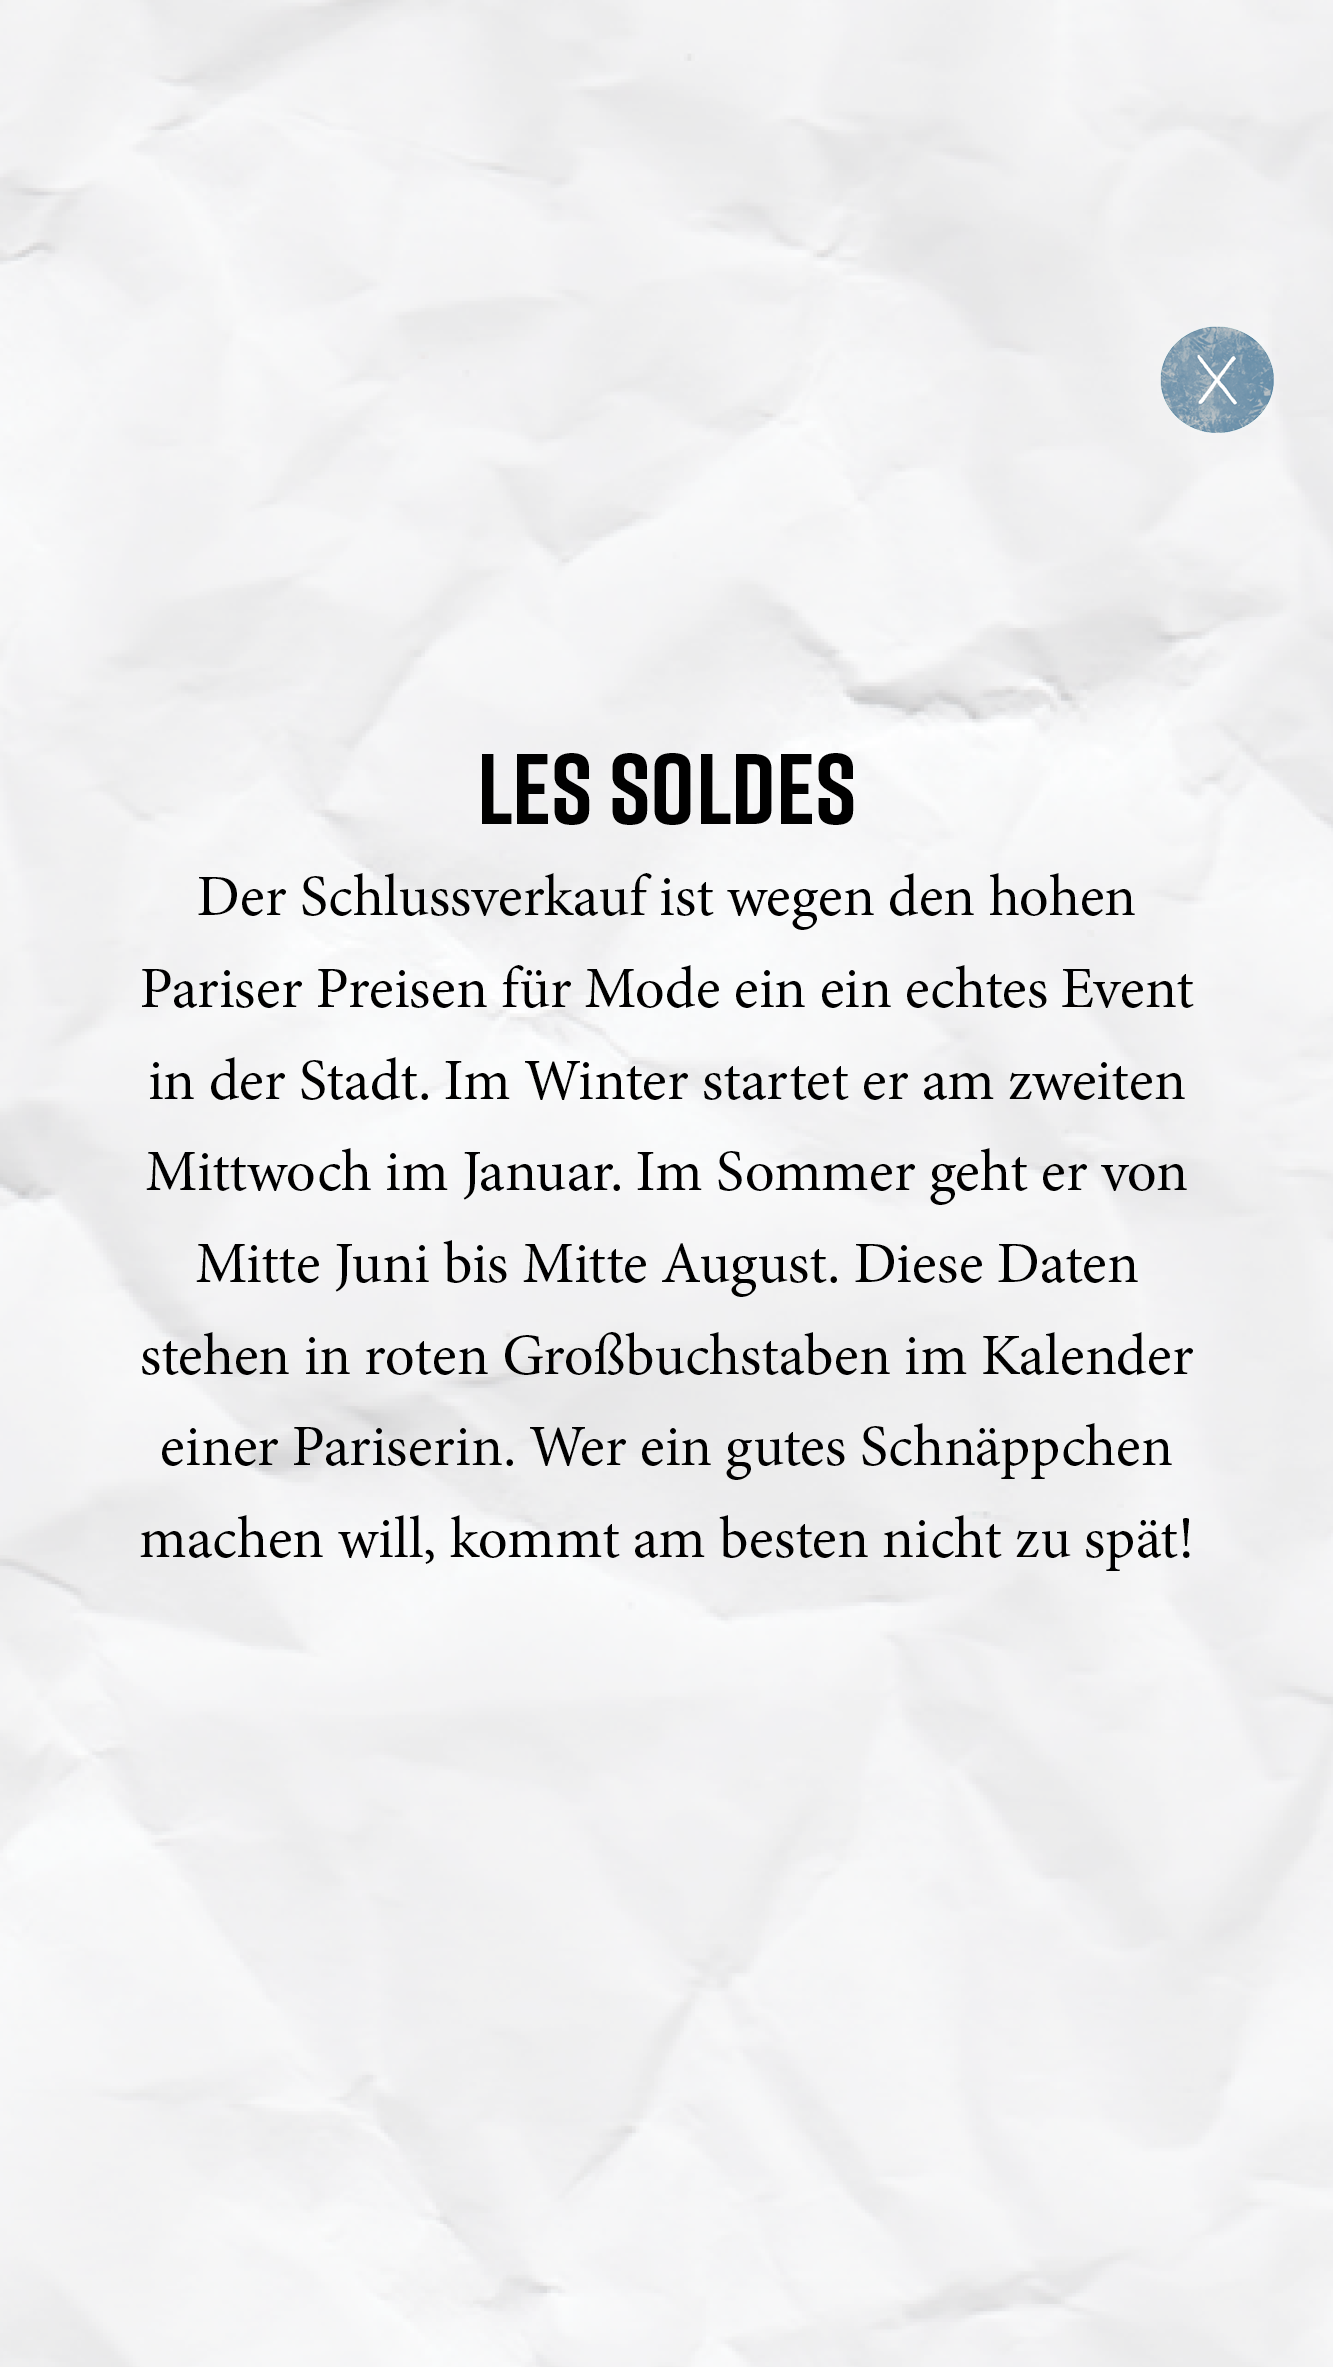 X
LES SOLDES
Der Schlussverkauf ist wegen den hohen
Pariser Preisen für Mode ein ein echtes Event
in der Stadt. Im Winter startet er am zweiten
Mittwoch im Januar. Im Sommer geht er von
Mitte Juni bis Mitte August. Diese Daten
stehen in roten Großbuchstaben im Kalender
einer Pariserin. Wer ein gutes Schnäppchen
machen will, kommt am besten nicht zu spät!